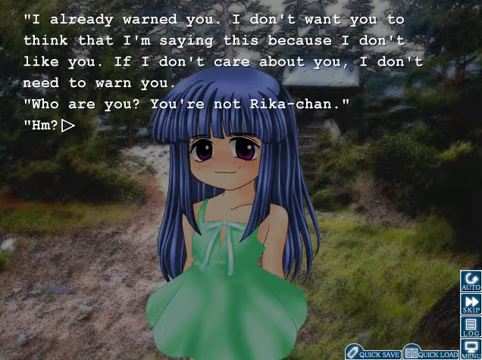 "I already warned you. I don't want you to
think that I'm saying this because I don't
like you. If I don't care about you, I don't
need to warn you.
"Who are you? You're not Rika-chan."
"Hm?
AUTO
SKIP
LOG
QUICK SAVE QUICK LOAD MENU